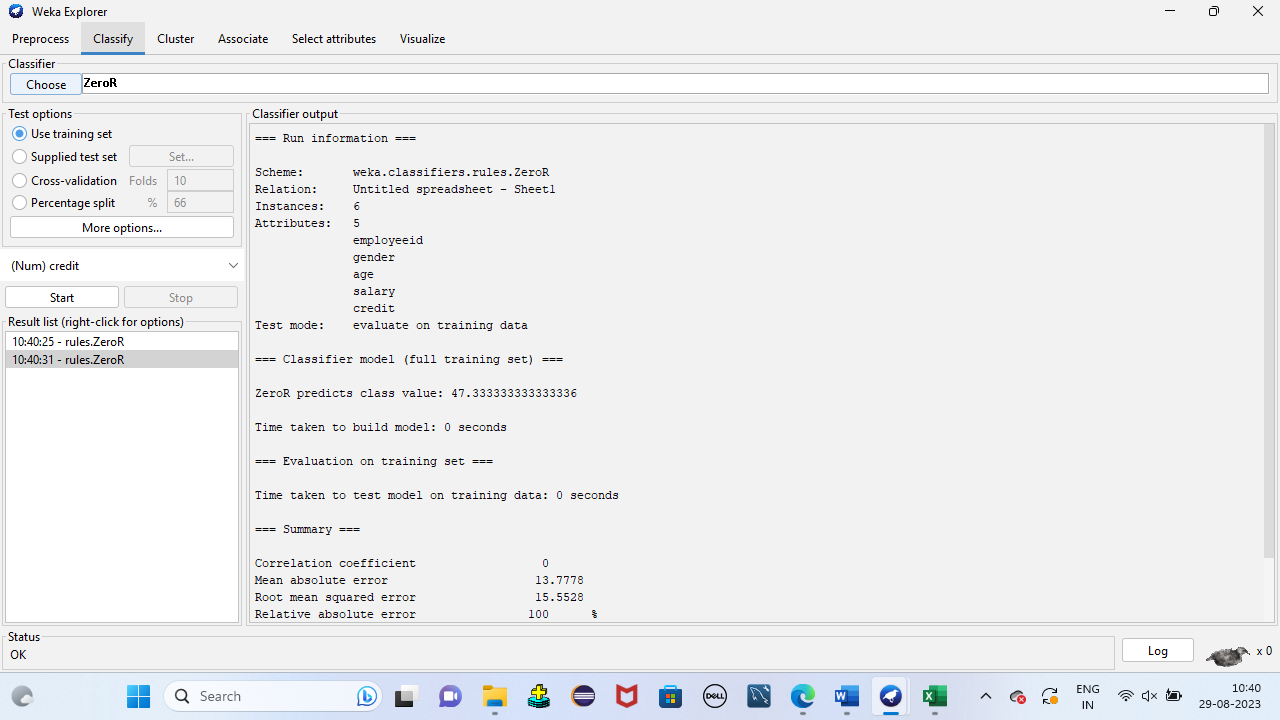 Weka Explorer
Preprocess Classify Cluster Associate Select attributes Visualize
Classifier
Choose ZeroR
Test options
Use training set
Supplied test set Set...
Cross-validation Folds 10
Percentage split % 66
More options...
(Num) credit
Start Stop
Result list (right-click for options)
10:40:25 - rules.ZeroR
10:40:31 - rules.ZeroR
Classifier output
=== Run information ===
Scheme: weka.classifiers.rules.ZeroR
Relation: Untitled spreadsheet - Sheet1
Instances: 6
Attributes: 5
employeeid
gender
age
salary
credit
Test mode: evaluate on training data
=== Classifier model (full training set) ===
ZeroR predicts class value: 47.333333333333336
Time taken to build model: 0 seconds
=== Evaluation on training set ===
Time taken to test model on training data: 0 seconds
=== Summary ===
Correlation coefficient 0
Mean absolute error 13.7778
Root mean squared error 15.5528
Relative absolute error 100 %
Status
OK
Log x 0
Search
DELL
ENG
IN
10:40
29-08-2023